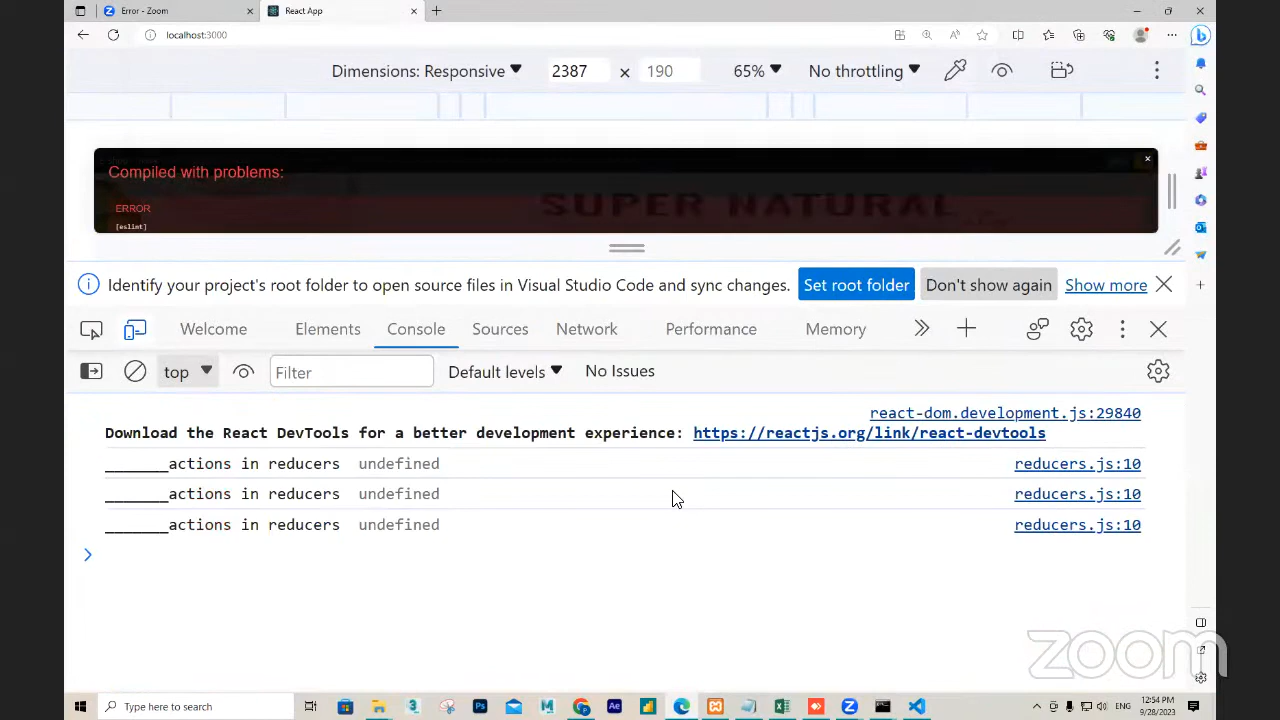 Error - Zoom
React App
localhost:3000
Dimensions: Responsive
2387 x 190
65%
No throttling
Compiled with problems:
SUPER NATURAL
ERROR
[eslint]
Identify your project's root folder to open source files in Visual Studio Code and sync changes.
Set root folder
Don't show again
Show more
Welcome
Elements
Console
Sources
Network
Performance
Memory
top
Filter
Default levels
No Issues
react-dom.development.js:29840
Download the React DevTools for a better development experience: https://reactjs.org/link/react-devtools
_______actions in reducers undefined reducers.js:10
_______actions in reducers undefined reducers.js:10
_______actions in reducers undefined reducers.js:10
zoom
Type here to search
12:54 PM
9/28/2023